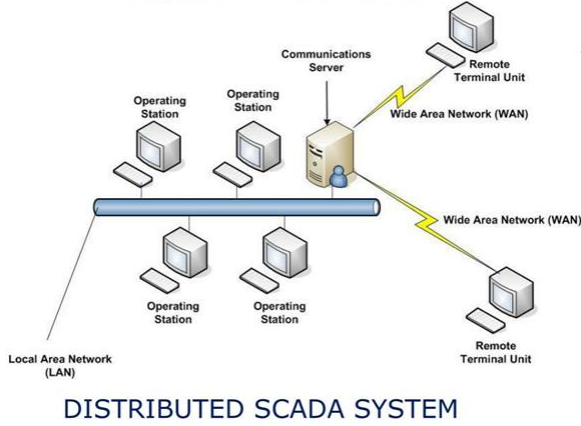 Communications
Server
Remote
Terminal Unit
Operating
Station
Operating
Station
Wide Area Network (WAN)
Wide Area Network (WAN)
Operating
Station
Operating
Station
Remote
Terminal Unit
Local Area Network
(LAN)
DISTRIBUTED SCADA SYSTEM